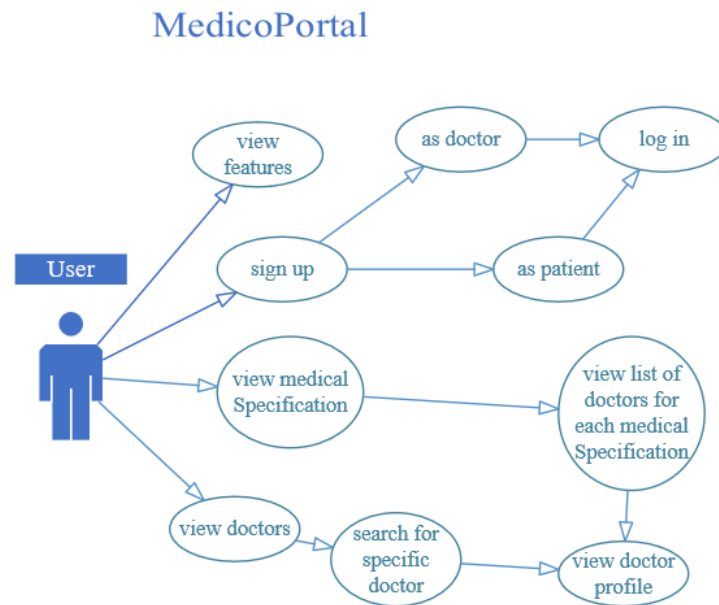 MedicoPortal
view
features
as doctor
log in
User
sign up
as patient
view medical
Specification
view list of
doctors for
each medical
Specification
view doctors
search for
specific
doctor
view doctor
profile